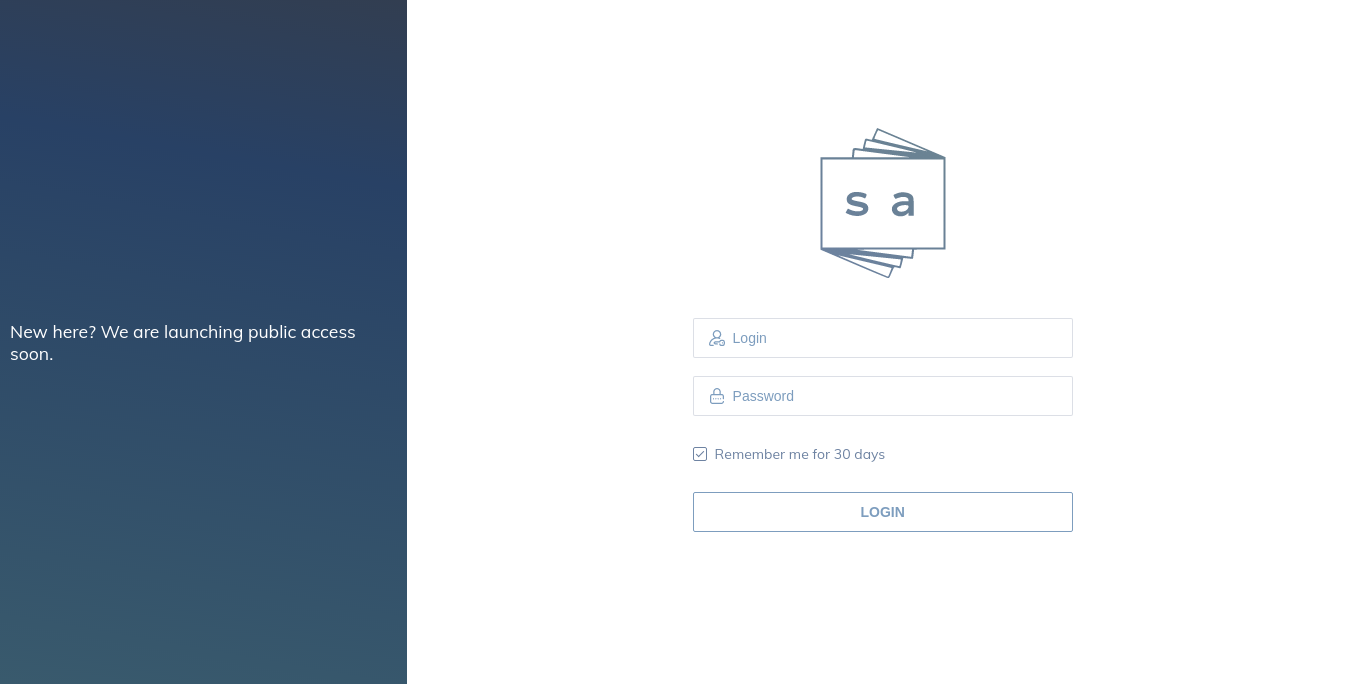 New here? We are launching public access
soon.
s a
Login
Password
Remember me for 30 days
LOGIN